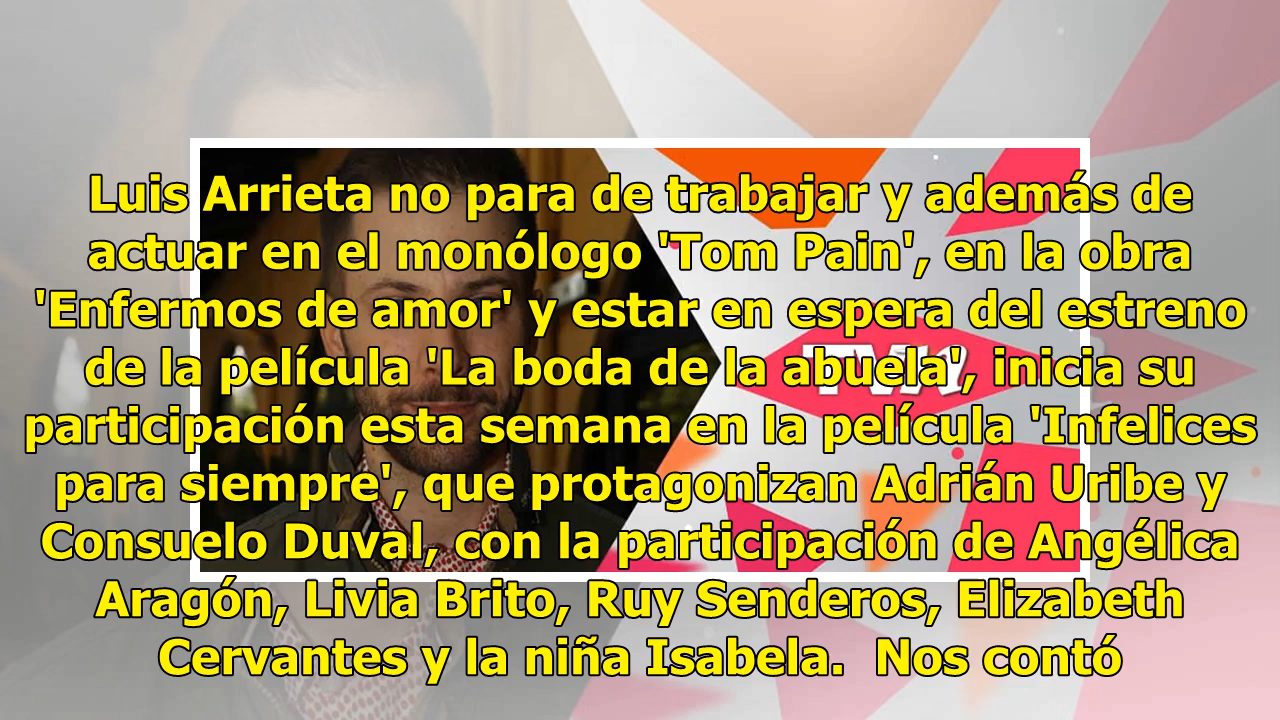 Luis Arrieta no para de trabajar y además de
actuar en el monólogo 'Tom Pain', en la obra
'Enfermos de amor' y estar en espera del estreno
de la película 'La boda de la abuela', inicia su
participación esta semana en la película 'Infelices
para siempre', que protagonizan Adrián Uribe y
Consuelo Duval, con la participación de Angélica
Aragón, Livia Brito, Ruy Senderos, Elizabeth
Cervantes y la niña Isabela.  Nos contó